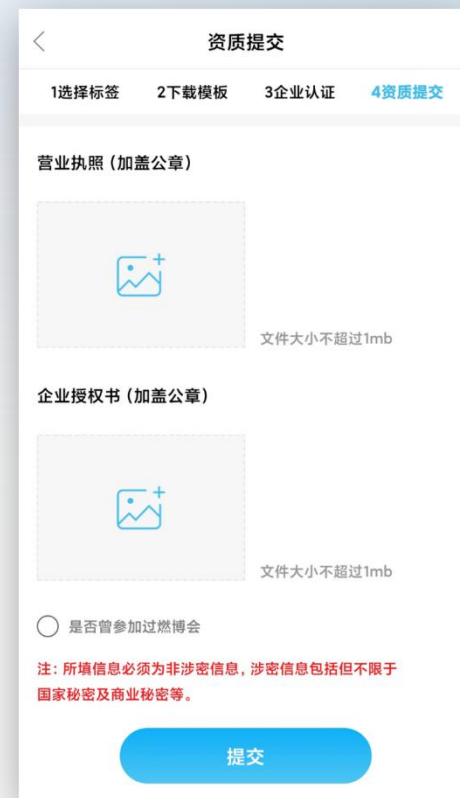 资质提交
1选择标签 2下载模板 3企业认证 4资质提交
营业执照（加盖公章）
文件大小不超过1mb
企业授权书（加盖公章）
文件大小不超过1mb
是否曾参加过燃博会
注：所填信息必须为非涉密信息，涉密信息包括但不限于
国家秘密及商业秘密等。
提交